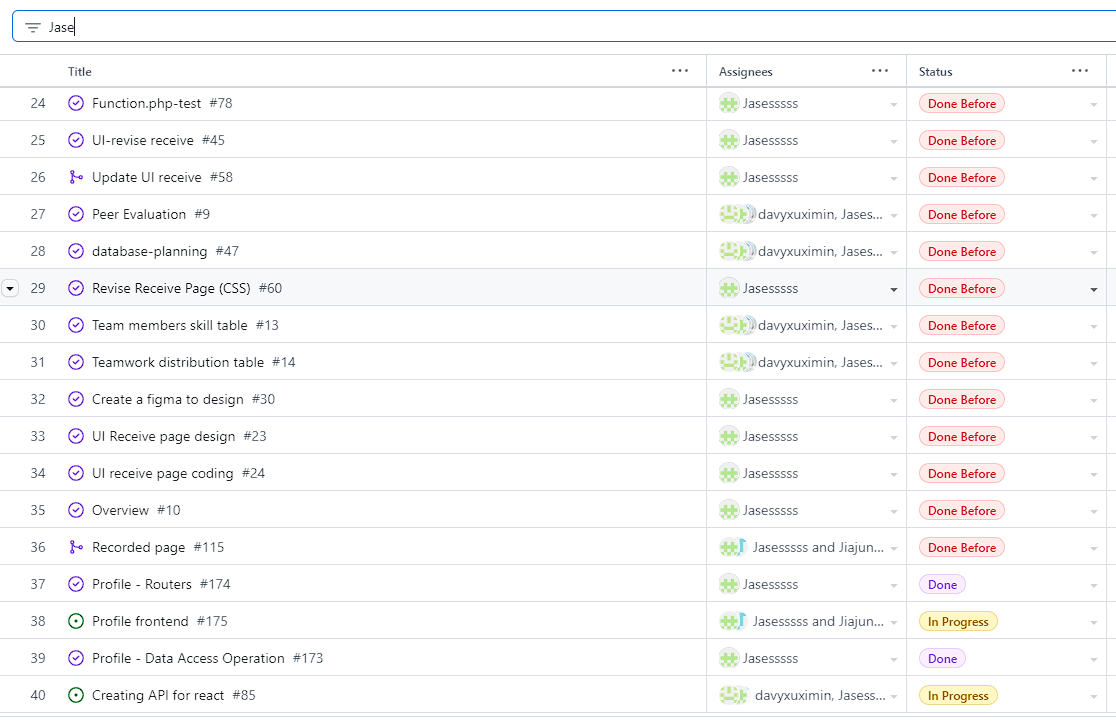 Jase
Title ... Assignees ... Status ...
24 Function.php-test #78 Jasesssss Done Before
25 UI-revise receive #45 Jasesssss Done Before
26 Update UI receive #58 Jasesssss Done Before
27 Peer Evaluation #9 davyxuximin, Jases... Done Before
28 database-planning #47 davyxuximin, Jases... Done Before
29 Revise Receive Page (CSS) #60 Jasesssss Done Before
30 Team members skill table #13 davyxuximin, Jases... Done Before
31 Teamwork distribution table #14 davyxuximin, Jases... Done Before
32 Create a figma to design #30 Jasesssss Done Before
33 UI Receive page design #23 Jasesssss Done Before
34 UI receive page coding #24 Jasesssss Done Before
35 Overview #10 Jasesssss Done Before
36 Recorded page #115 Jasesssss and Jiajun... Done Before
37 Profile - Routers #174 Jasesssss Done
38 Profile frontend #175 Jasesssss and Jiajun... In Progress
39 Profile - Data Access Operation #173 Jasesssss Done
40 Creating API for react #85 davyxuximin, Jasess... In Progress